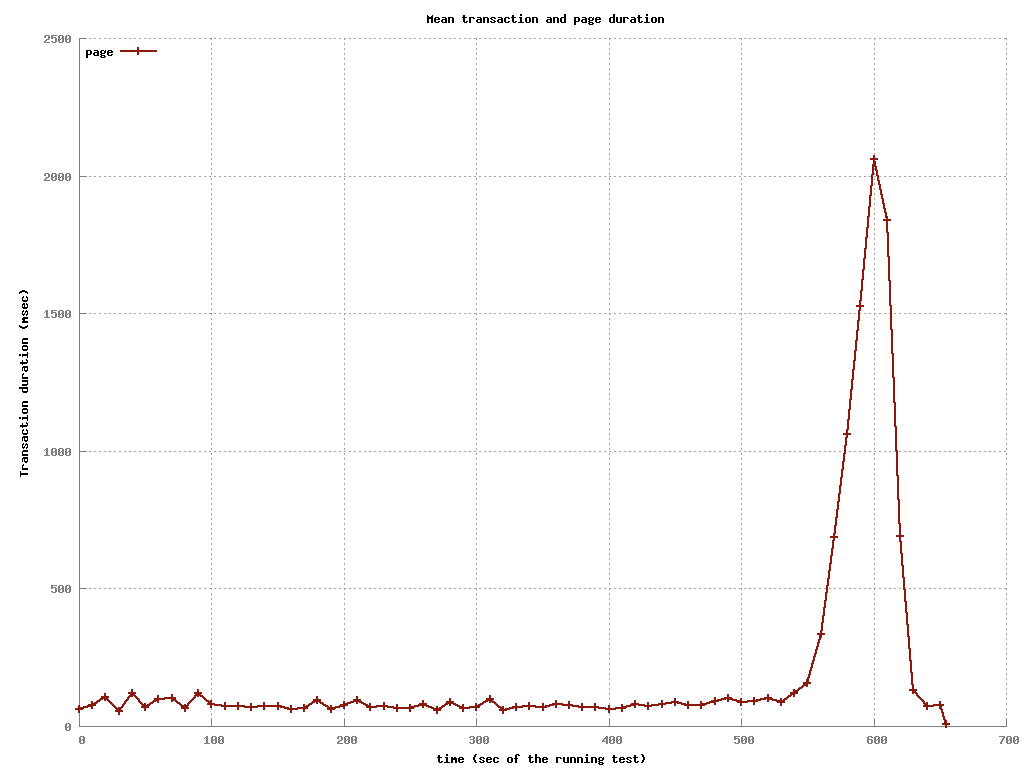 Mean transaction and page duration
2500
page
2000
1500
1000
500
0
Transaction duration (msec)
0 100 200 300 400 500 600 700
time (sec of the running test)